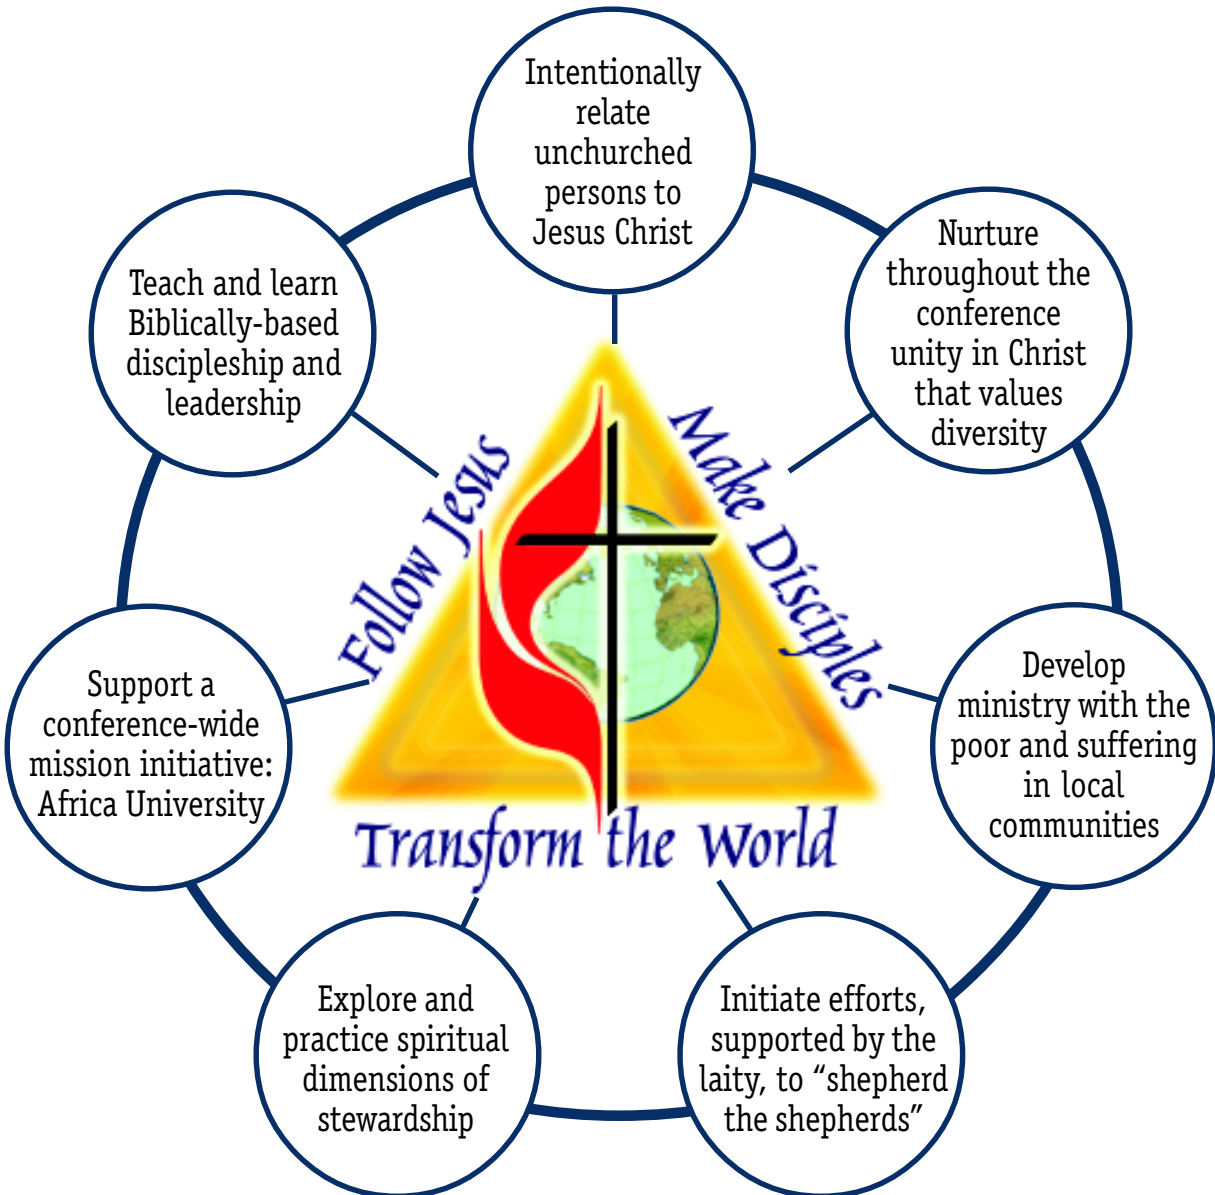 Intentionally
relate
unchurched
persons to
Jesus Christ
Nurture
throughout the
conference
unity in Christ
that values
diversity
Develop
ministry with the
poor and suffering
in local
communities
Initiate efforts,
supported by the
laity, to “shepherd
the shepherds”
Explore and
practice spiritual
dimensions of
stewardship
Support a
conference-wide
mission initiative:
Africa University
Teach and learn
Biblically-based
discipleship and
leadership
Follow Jesus
Make Disciples
Transform the World